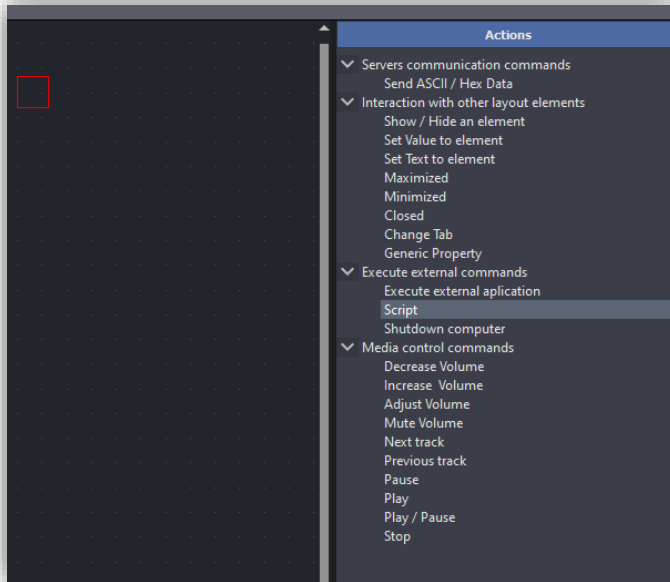 Actions
Servers communication commands
Send ASCII / Hex Data
Interaction with other layout elements
Show / Hide an element
Set Value to element
Set Text to element
Maximized
Minimized
Closed
Change Tab
Generic Property
Execute external commands
Execute external aplication
Script
Shutdown computer
Media control commands
Decrease Volume
Increase  Volume
Adjust Volume
Mute Volume
Next track
Previous track
Pause
Play
Play / Pause
Stop